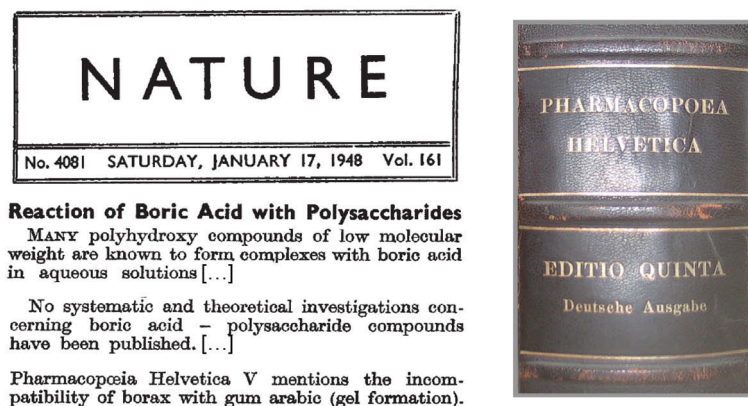 NATURE
No. 4081 SATURDAY, JANUARY 17, 1948 Vol. 161
Reaction of Boric Acid with Polysaccharides
MANY polyhydroxy compounds of low molecular
weight are known to form complexes with boric acid
in aqueous solutions [...]
No systematic and theoretical investigations con-
cerning boric acid – polysaccharide compounds
have been published. [...]
Pharmacopœia Helvetica V mentions the incom-
patibility of borax with gum arabic (gel formation).
PHARMACOPOEA
HELVETICA
EDITIO QUINTA
Deutsche Ausgabe